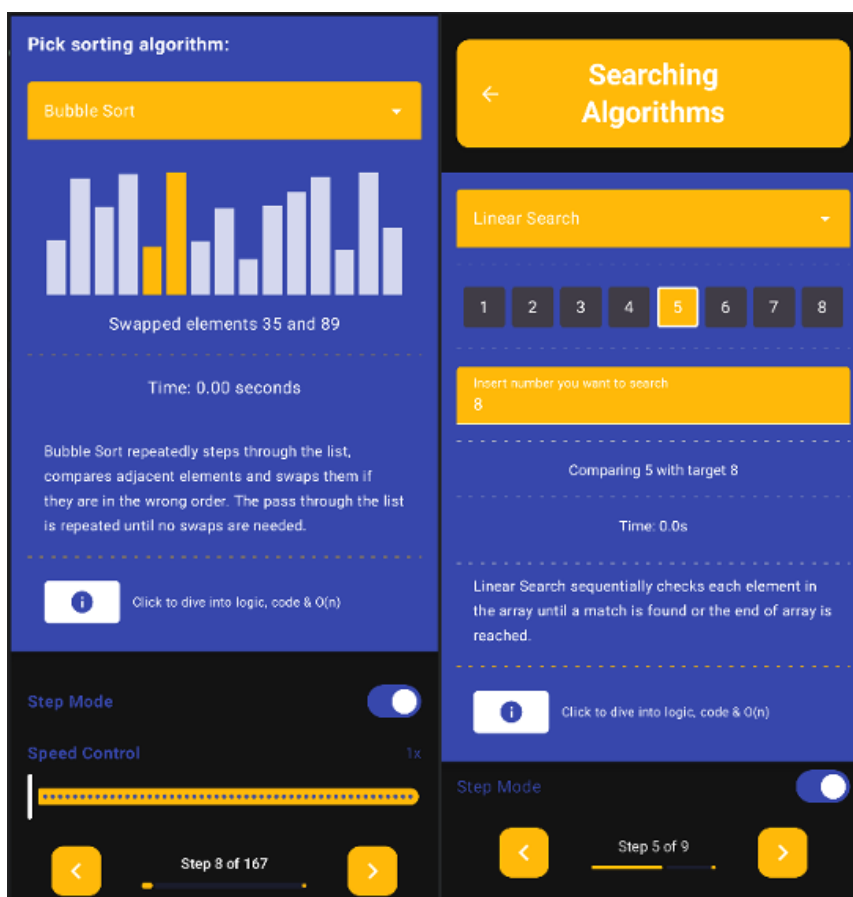 Pick sorting algorithm:
Bubble Sort
Swapped elements 35 and 89
Time: 0.00 seconds
Bubble Sort repeatedly steps through the list,
compares adjacent elements and swaps them if
they are in the wrong order. The pass through the list
is repeated until no swaps are needed.
Click to dive into logic, code & O(n)
Step Mode
Speed Control 1x
Step 8 of 167
Searching
Algorithms
Linear Search
1 2 3 4 5 6 7 8
Insert number you want to search
8
Comparing 5 with target 8
Time: 0.0s
Linear Search sequentially checks each element in
the array until a match is found or the end of array is
reached.
Click to dive into logic, code & O(n)
Step Mode
Step 5 of 9